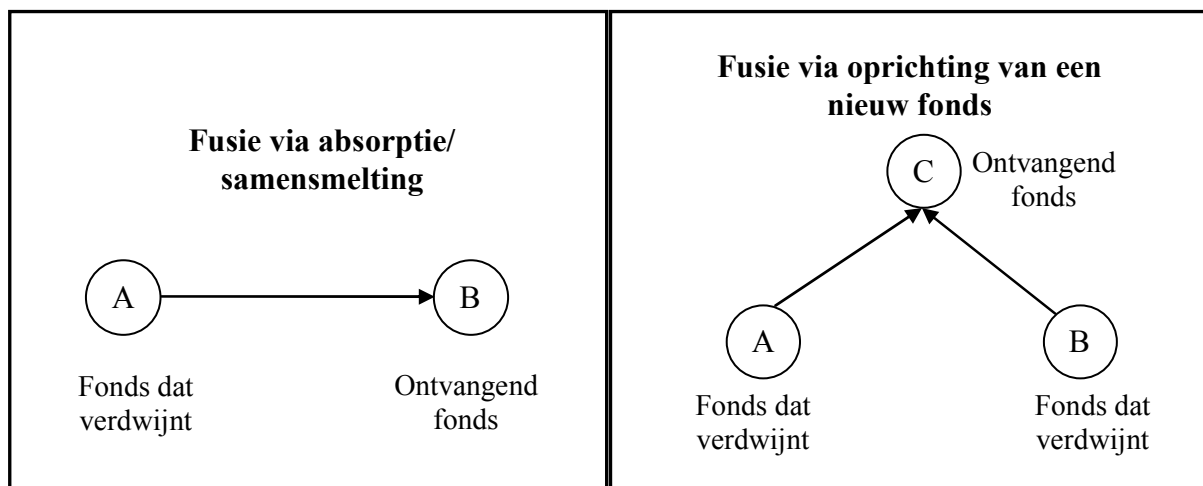 Fusie via absorptie/
samensmelting
A
B
Fonds dat
verdwijnt
Ontvangend
fonds
Fusie via oprichting van een
nieuw fonds
C
Ontvangend
fonds
A
B
Fonds dat
verdwijnt
Fonds dat
verdwijnt